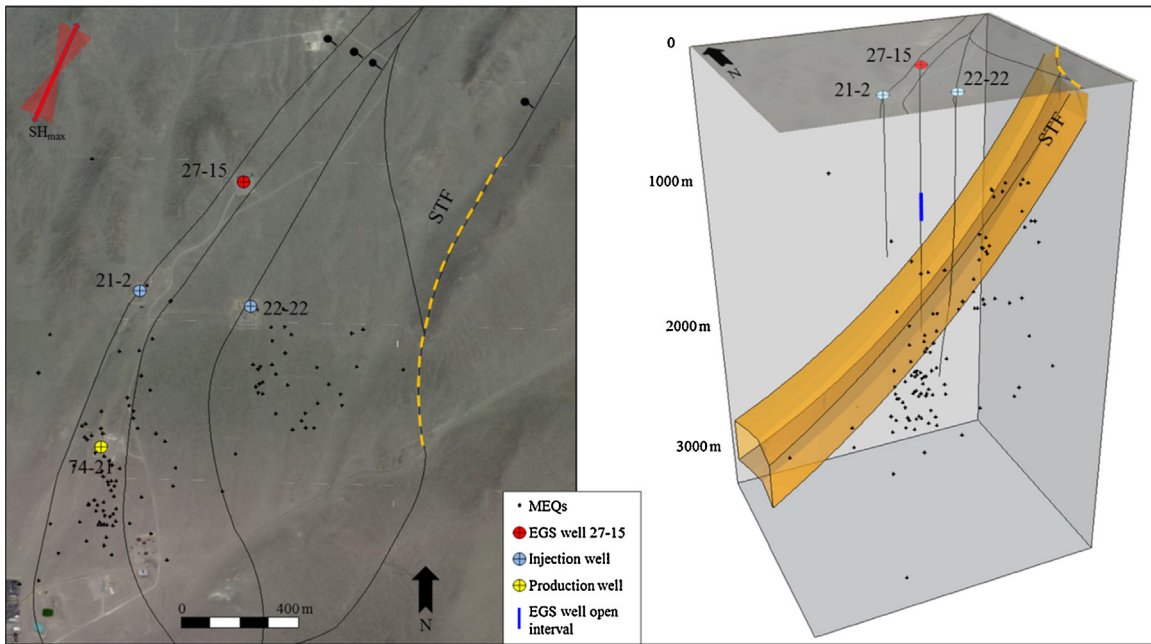 SHmax
27-15
STF
21-2
22-22
74-21
0 400 m
N
MEQs
EGS well 27-15
Injection well
Production well
EGS well open
interval
0
N
27-15
21-2
22-22
STF
1000 m
2000 m
3000 m